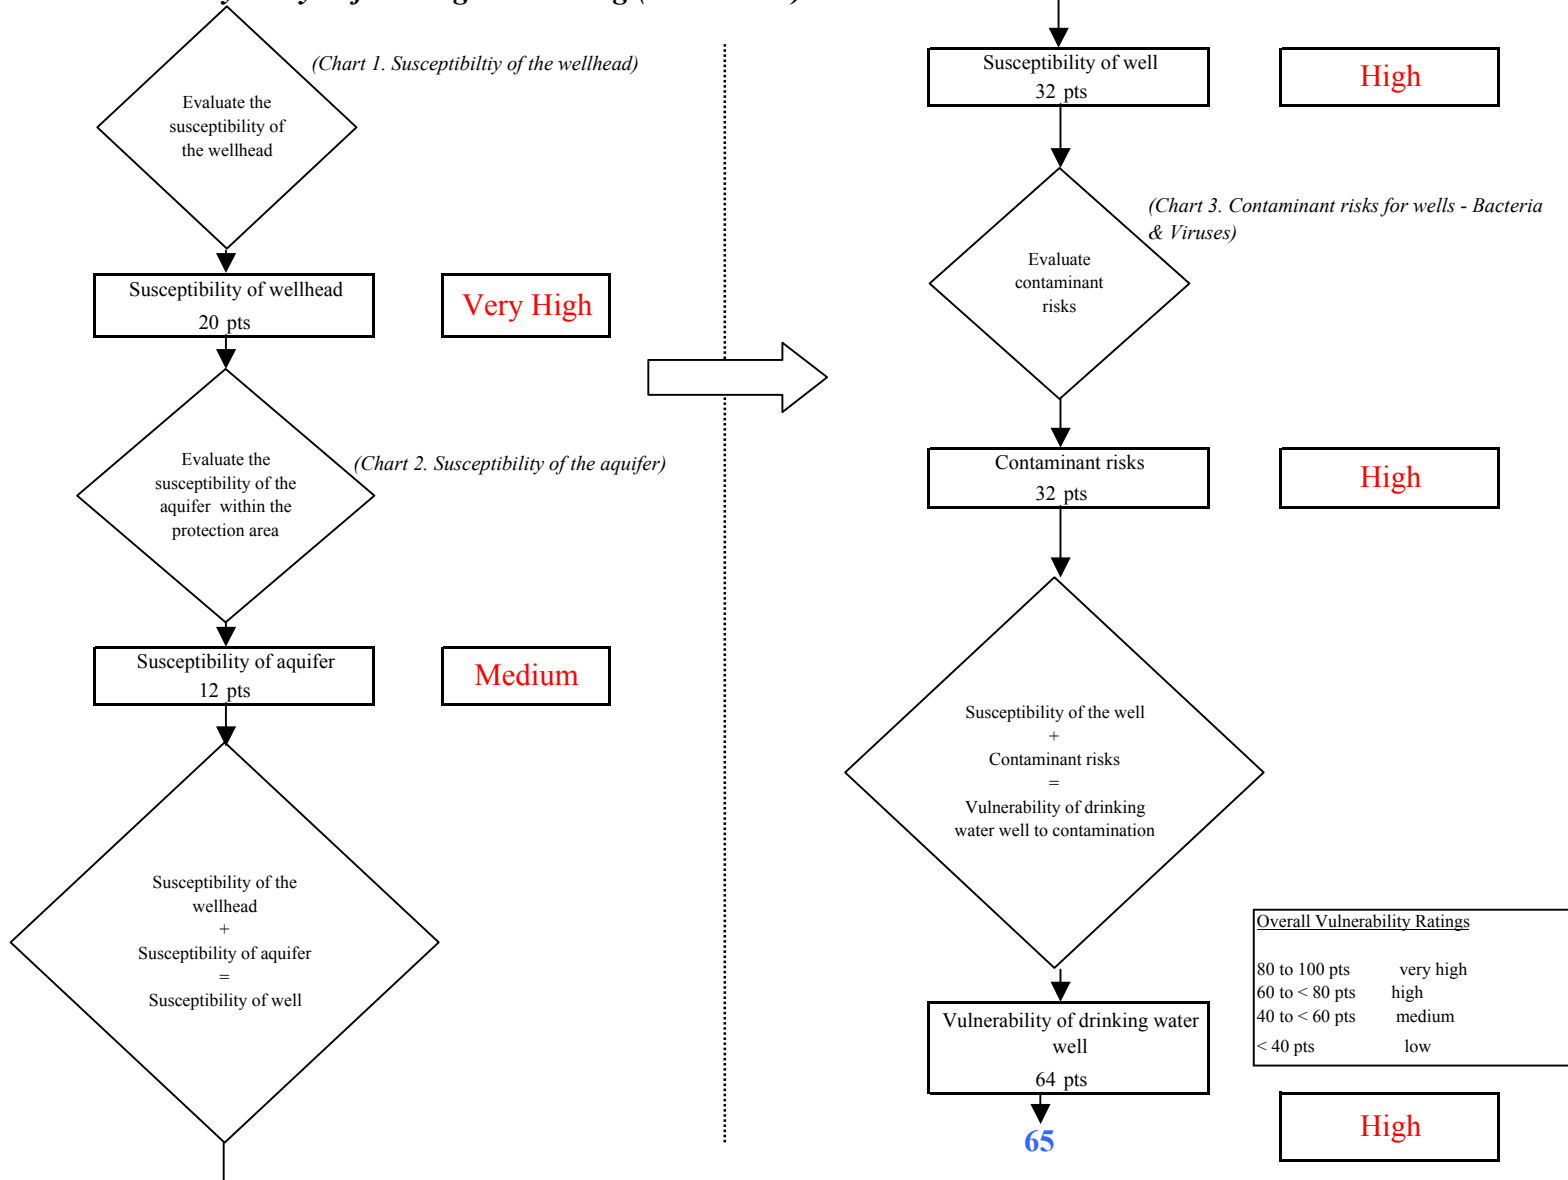 (Chart 1. Susceptibiltiy of the wellhead)
Evaluate the
susceptibility of
the wellhead
Susceptibility of wellhead
20 pts
Very High
Evaluate the
susceptibility of the
aquifer within the
protection area
(Chart 2. Susceptibility of the aquifer)
Susceptibility of aquifer
12 pts
Medium
Susceptibility of the
wellhead
+
Susceptibility of aquifer
=
Susceptibility of well
Susceptibility of well
32 pts
High
(Chart 3. Contaminant risks for wells - Bacteria
& Viruses)
Evaluate
contaminant
risks
Contaminant risks
32 pts
High
Susceptibility of the well
+
Contaminant risks
=
Vulnerability of drinking
water well to contamination
Overall Vulnerability Ratings
80 to 100 pts very high
60 to < 80 pts high
40 to < 60 pts medium
< 40 pts low
Vulnerability of drinking water
well
64 pts
65
High